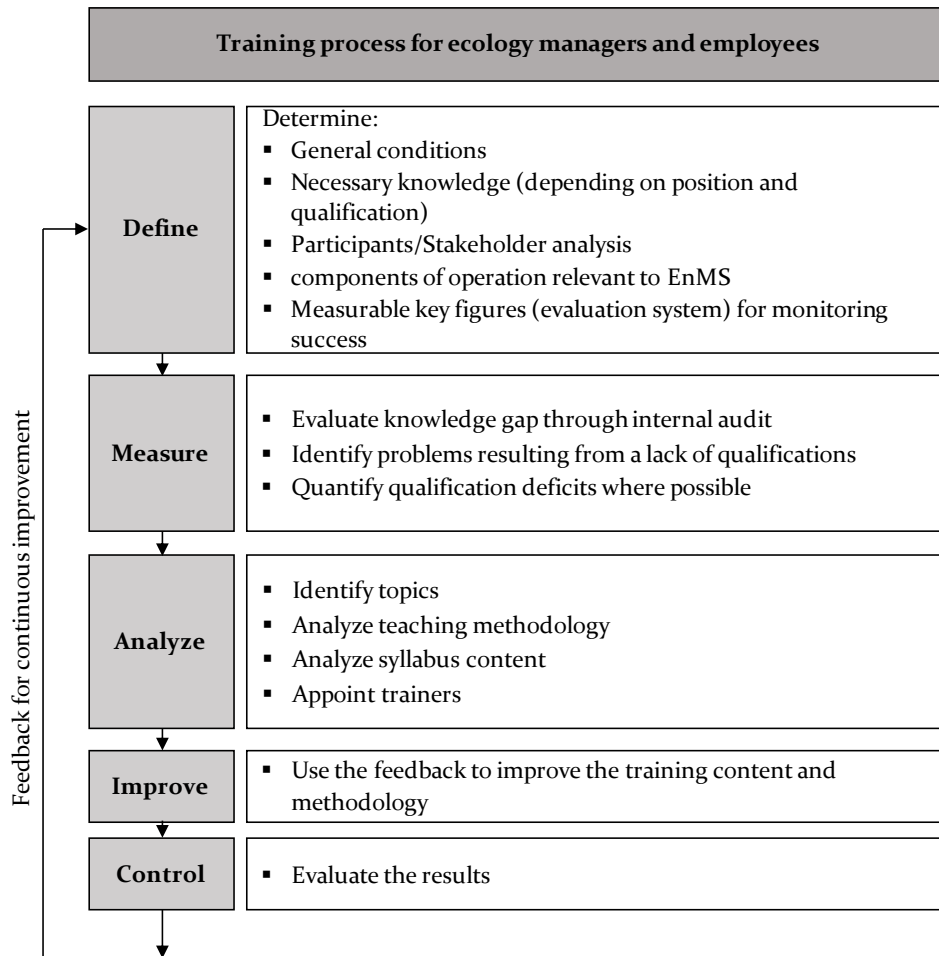 Training process for ecology managers and employees
Define
Determine:
▪ General conditions
▪ Necessary knowledge (depending on position and
qualification)
▪ Participants/Stakeholder analysis
▪ components of operation relevant to EnMS
▪ Measurable key figures (evaluation system) for monitoring
success
Measure
▪ Evaluate knowledge gap through internal audit
▪ Identify problems resulting from a lack of qualifications
▪ Quantify qualification deficits where possible
Analyze
▪ Identify topics
▪ Analyze teaching methodology
▪ Analyze syllabus content
▪ Appoint trainers
Improve
▪ Use the feedback to improve the training content and
methodology
Control
▪ Evaluate the results
Feedback for continuous improvement